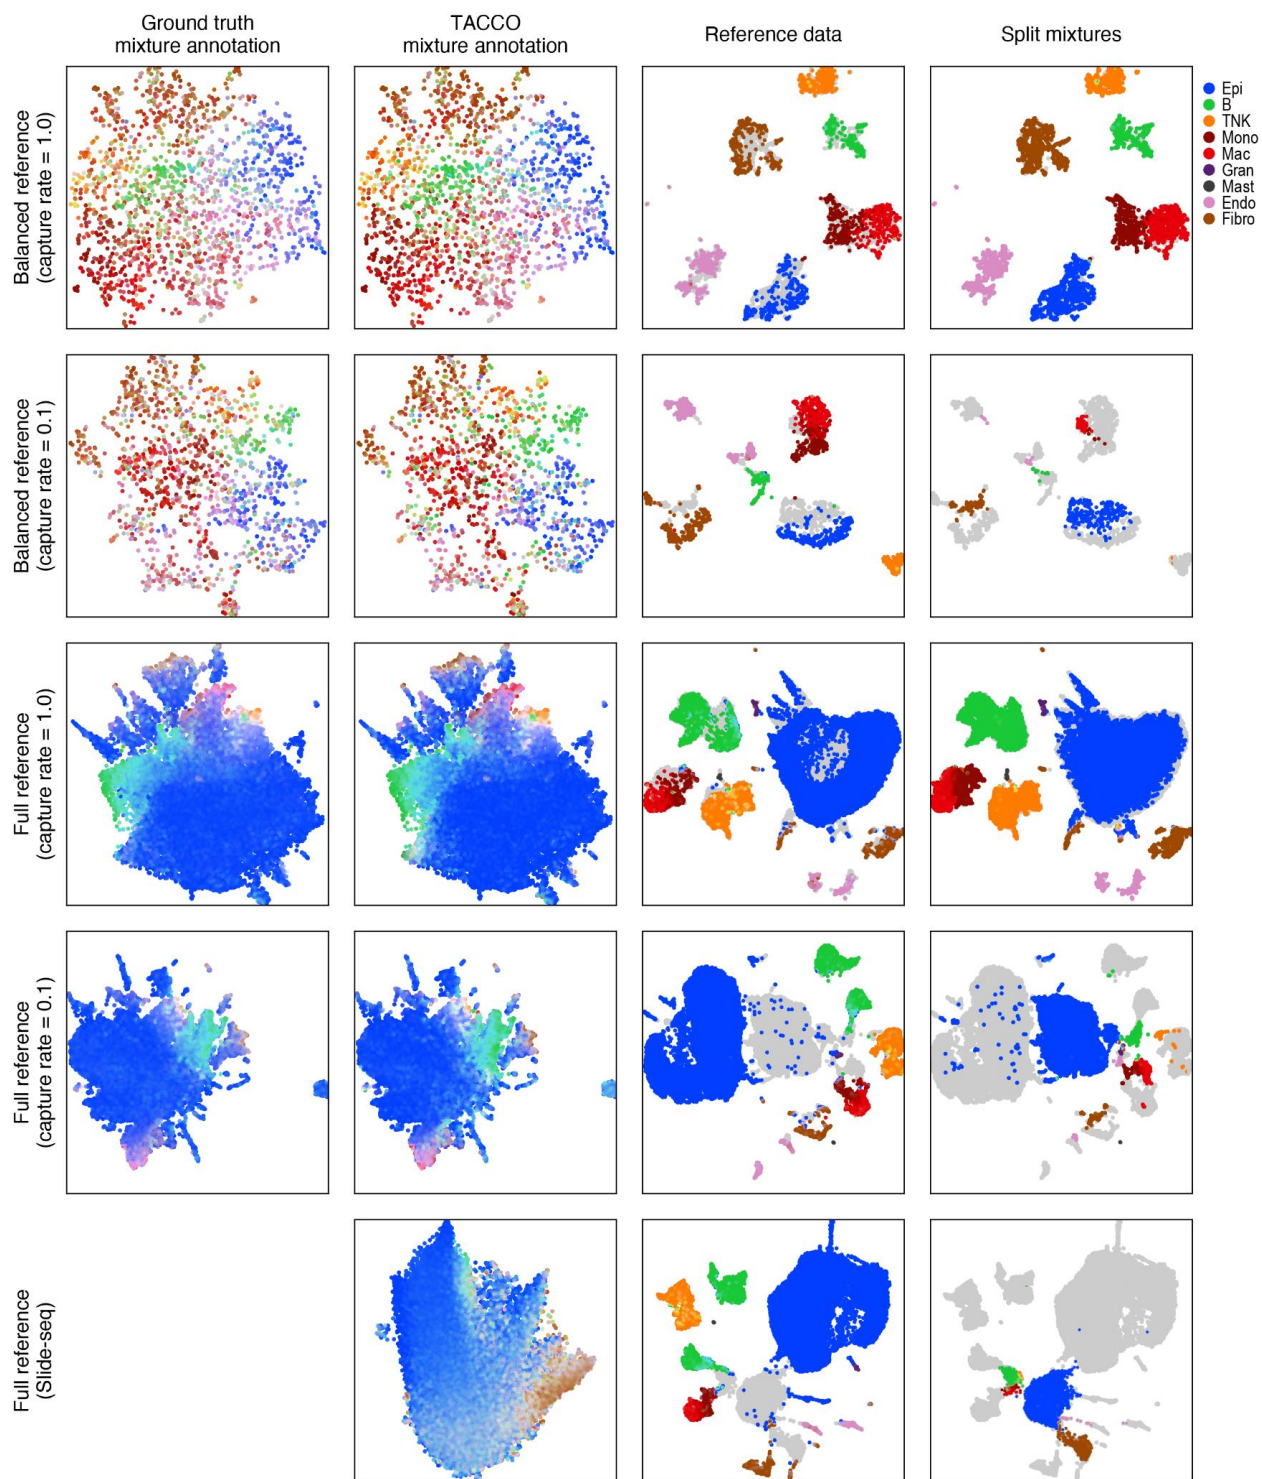 Ground truth
mixture annotation
TACCO
mixture annotation
Reference data
Split mixtures
Balanced reference
(capture rate = 1.0)
Epi
B
TNK
Mono
Mac
Gran
Mast
Endo
Fibro
Balanced reference
(capture rate = 0.1)
Full reference
(capture rate = 1.0)
Full reference
(capture rate = 0.1)
Full reference
(Slide-seq)